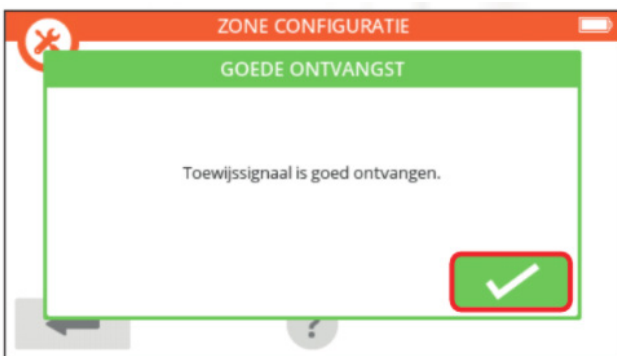 ZONE CONFIGURATIE
GOEDE ONTVANGST
Toewijssignaal is goed ontvangen.
?